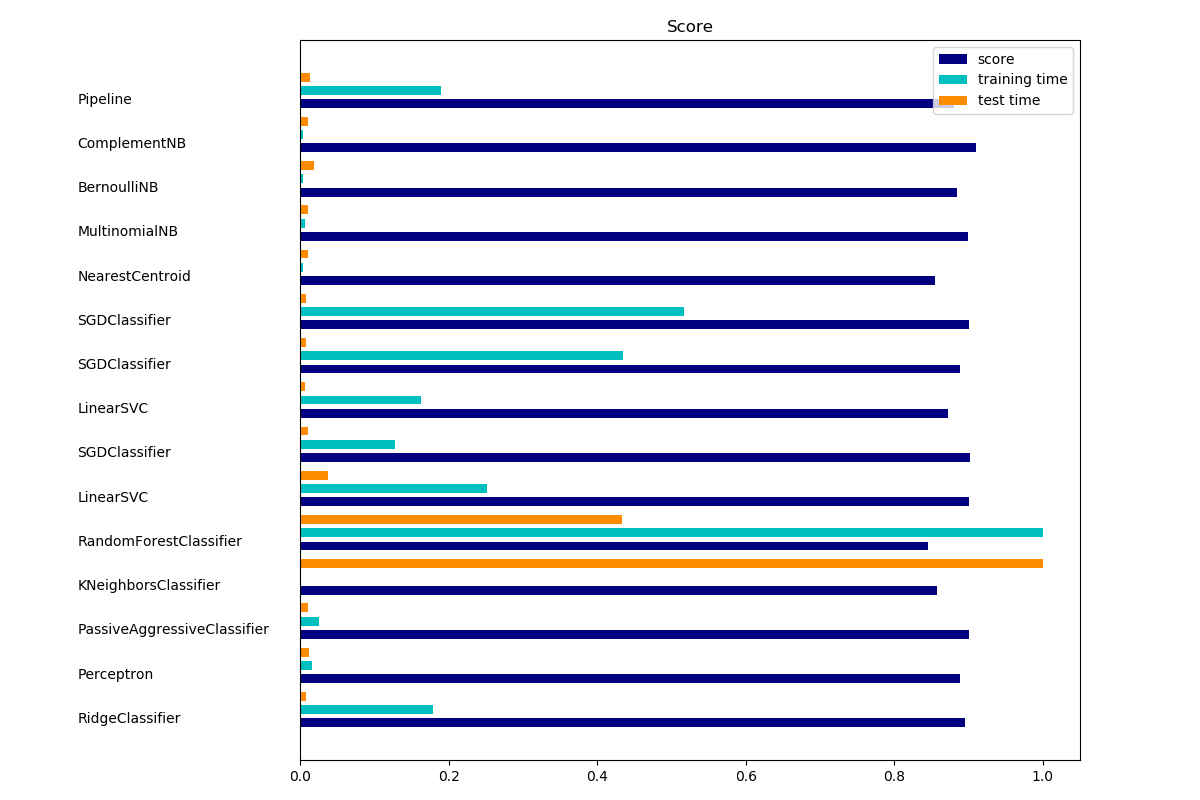 Score
score
training time
test time
Pipeline
ComplementNB
BernoulliNB
MultinomialNB
NearestCentroid
SGDClassifier
SGDClassifier
LinearSVC
SGDClassifier
LinearSVC
RandomForestClassifier
KNeighborsClassifier
PassiveAggressiveClassifier
Perceptron
RidgeClassifier
0.0 0.2 0.4 0.6 0.8 1.0